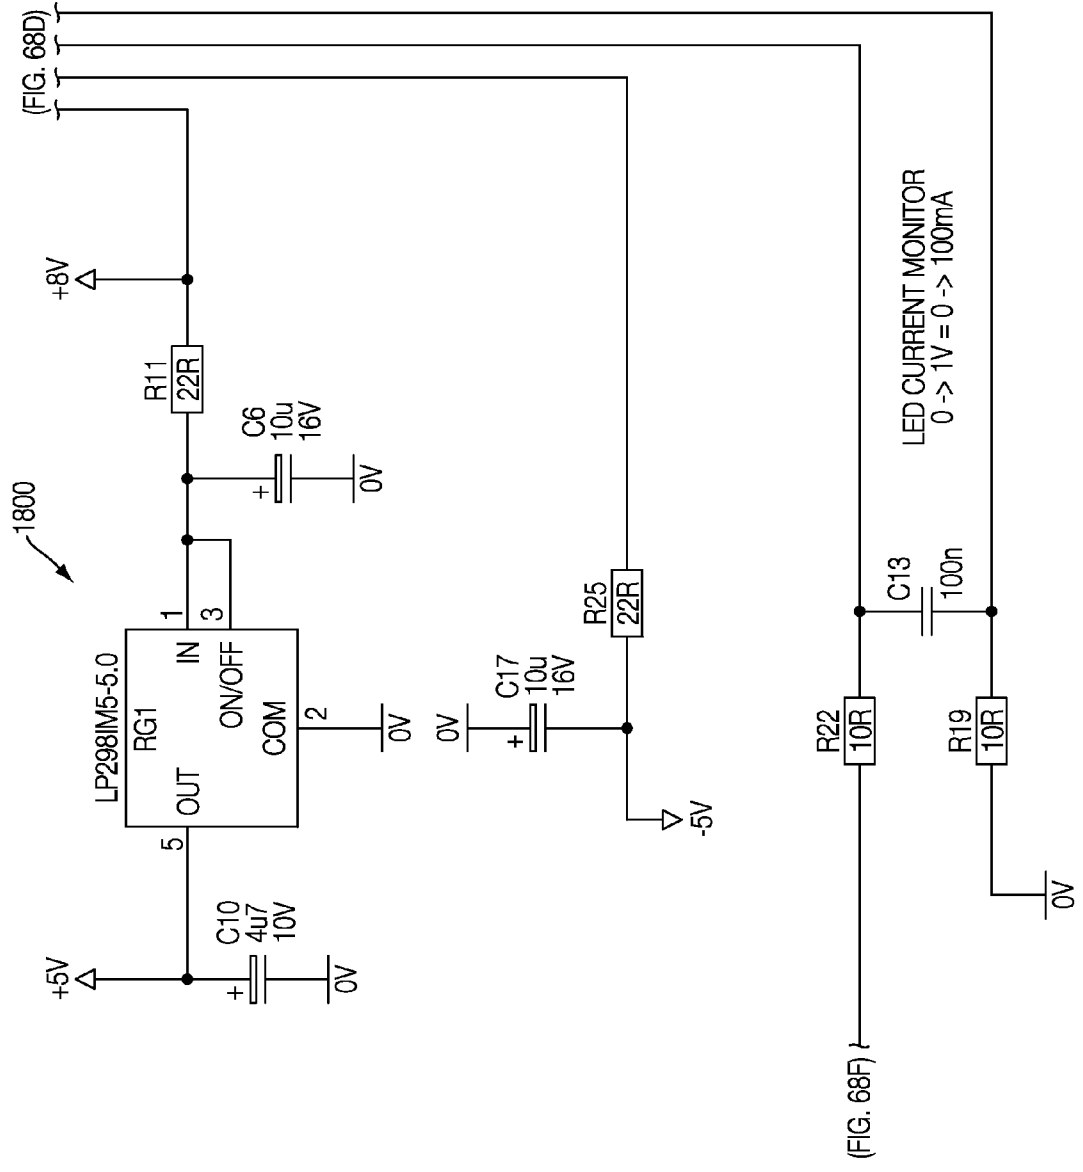 (FIG. 68D)
+8V
R11
22R
C6
10u
16V
+
0V
1800
LP298IM5-5.0
RG1
1
IN
3
ON/OFF
COM
2
0V
OUT
5
+5V
C10
4u7
10V
+
0V
R25
22R
C17
10u
16V
+
0V
-5V
LED CURRENT MONITOR
0 -> 1V = 0 -> 100mA
C13
100n
R22
10R
R19
10R
0V
(FIG. 68F)